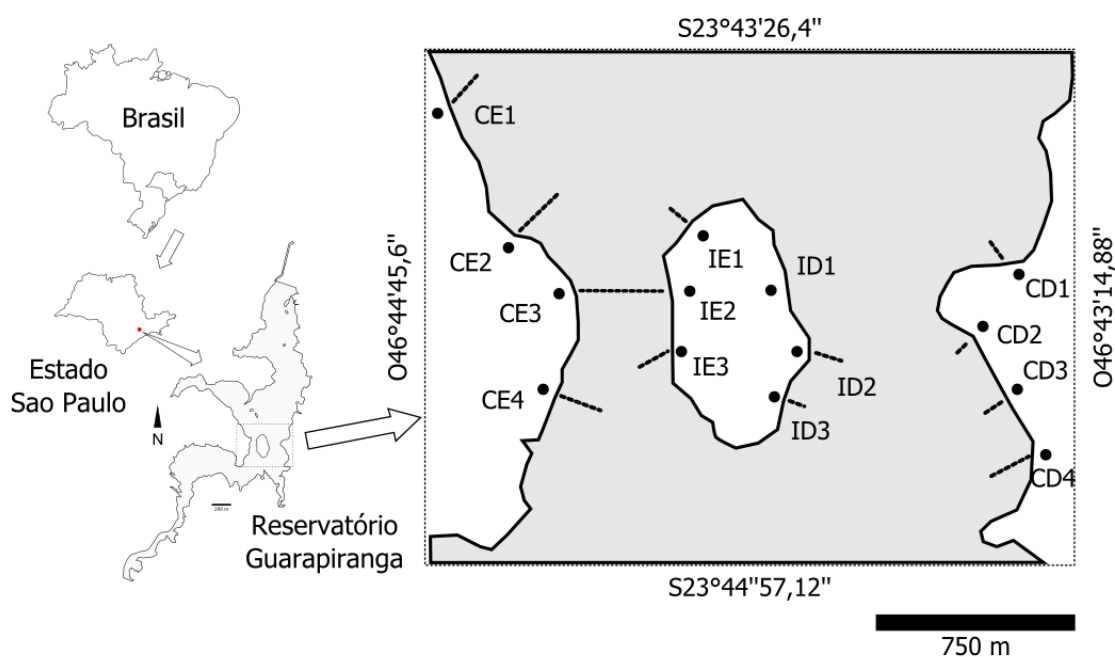 S23°43'26,4"
Brasil
CE1
CE2
IE1
ID1
O46°44'45,6"
O46°43'14,88"
CE3
IE2
CD1
CD2
Estado
Sao Paulo
N
CE4
IE3
ID2
CD3
ID3
CD4
200 m
Reservatório
Guarapiranga
S23°44"57,12"
750 m